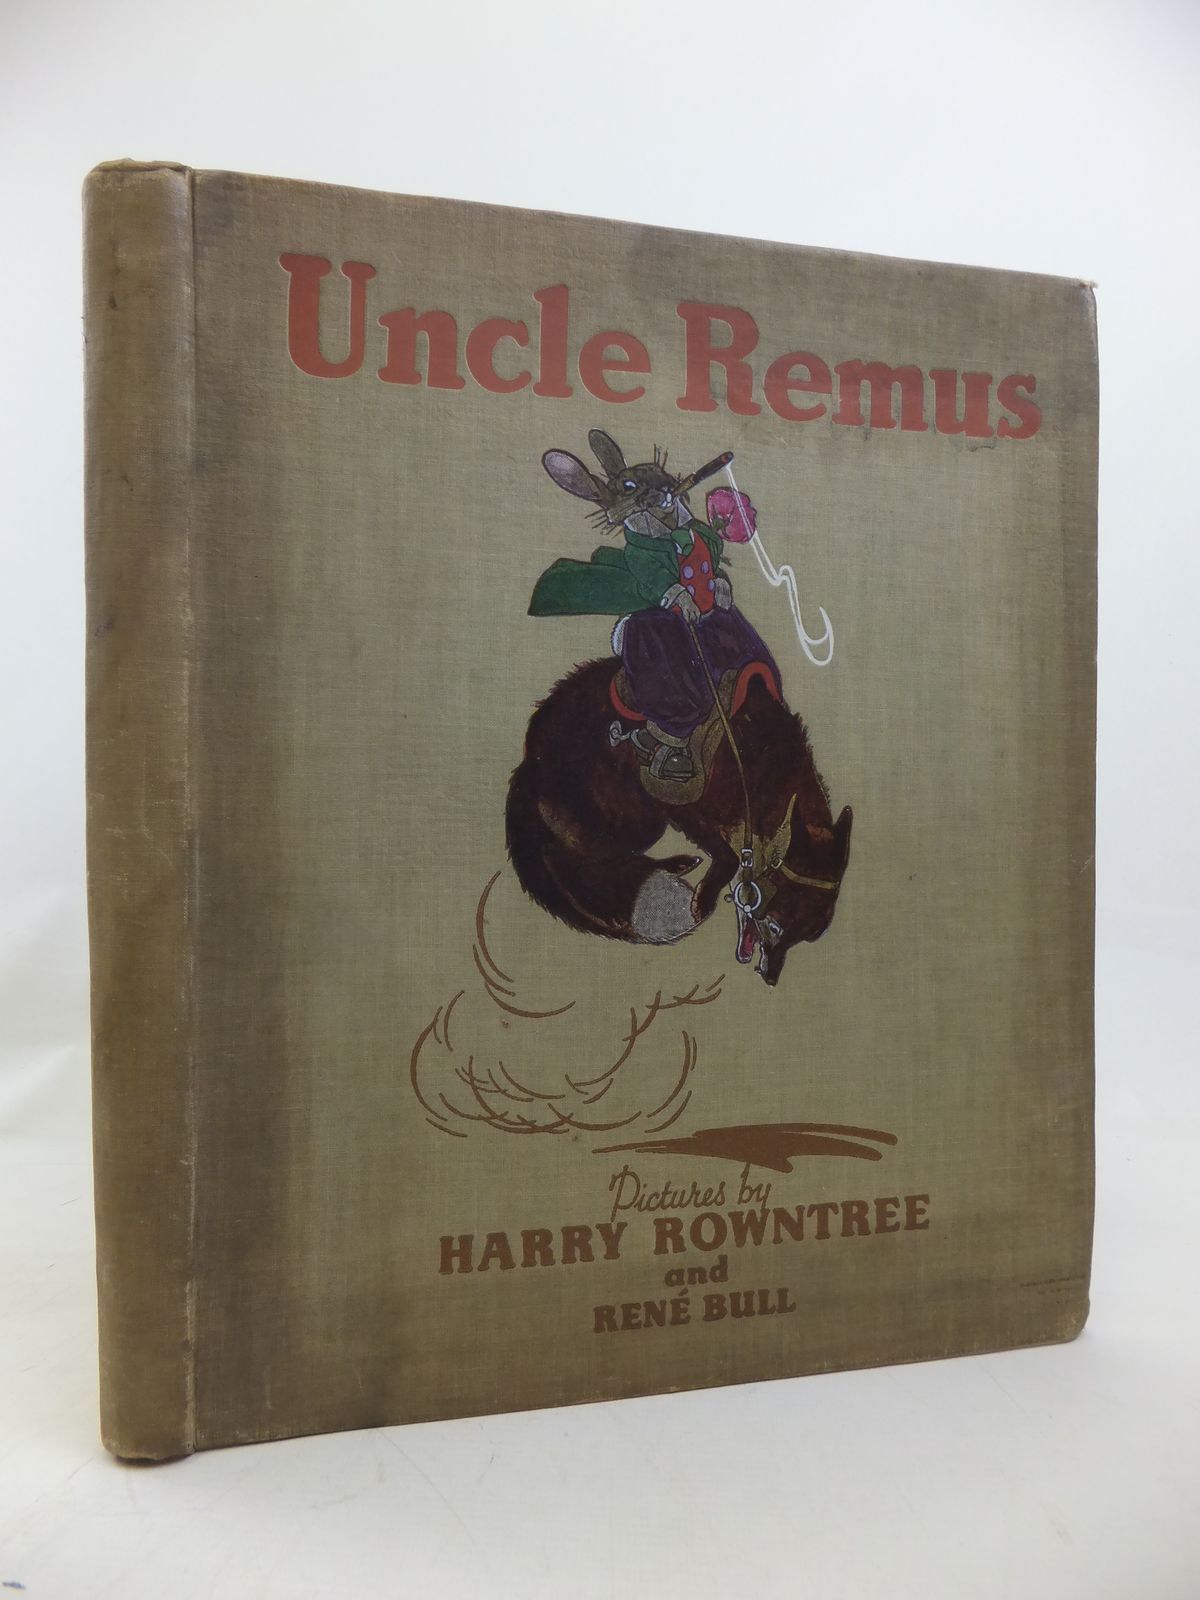 Uncle Remus
Pictures by
HARRY ROWNTREE
and
RENÉ BULL